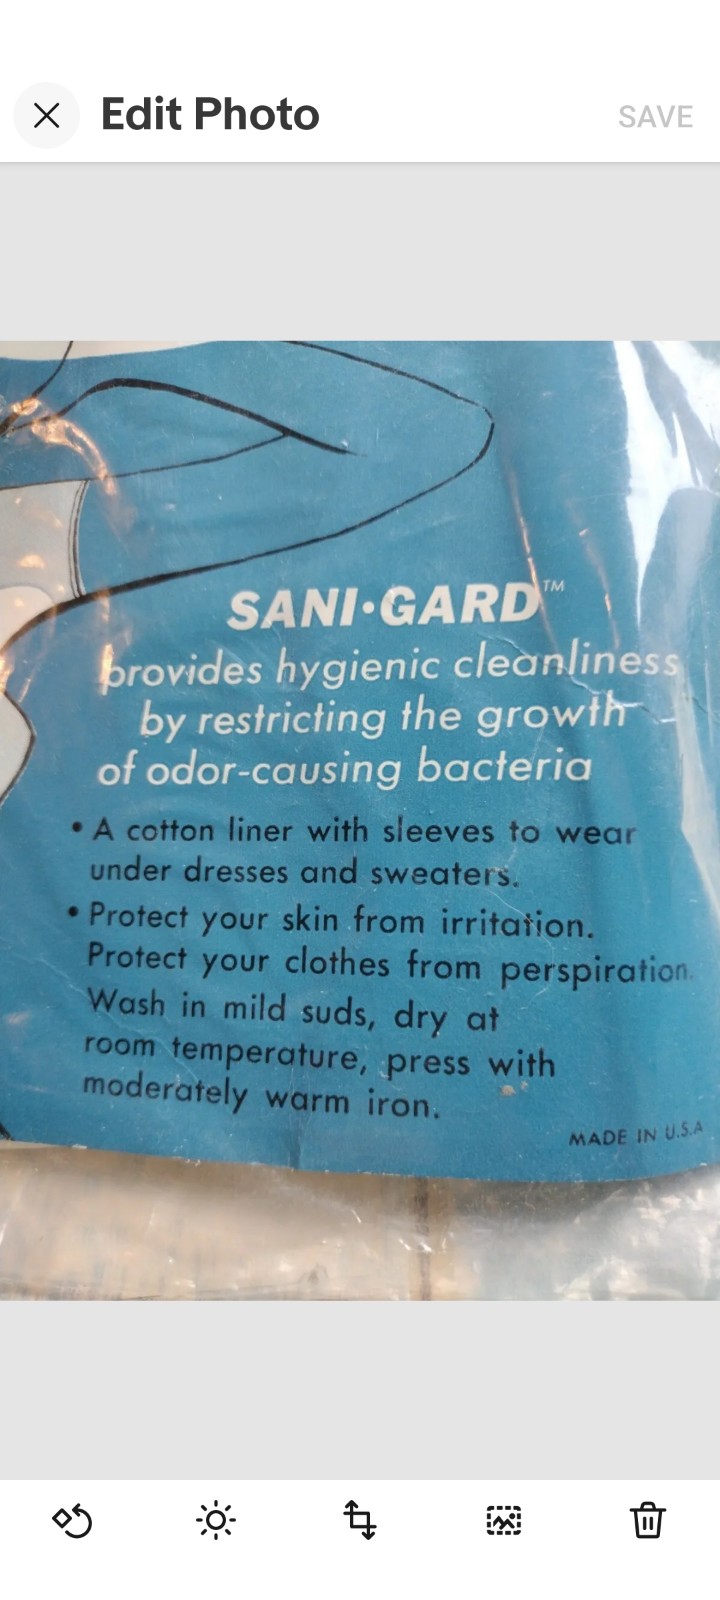 Edit Photo
SAVE
SANI•GARD™
provides hygienic cleanliness
by restricting the growth
of odor-causing bacteria
• A cotton liner with sleeves to wear
under dresses and sweaters.
• Protect your skin from irritation.
Protect your clothes from perspiration.
Wash in mild suds, dry at
room temperature, press with
moderately warm iron.
MADE IN U.S.A